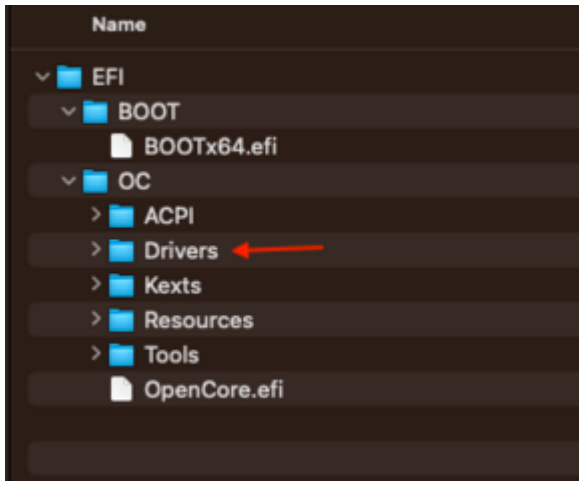 Name
EFI
BOOT
BOOTx64.efi
OC
ACPI
Drivers
Kexts
Resources
Tools
OpenCore.efi